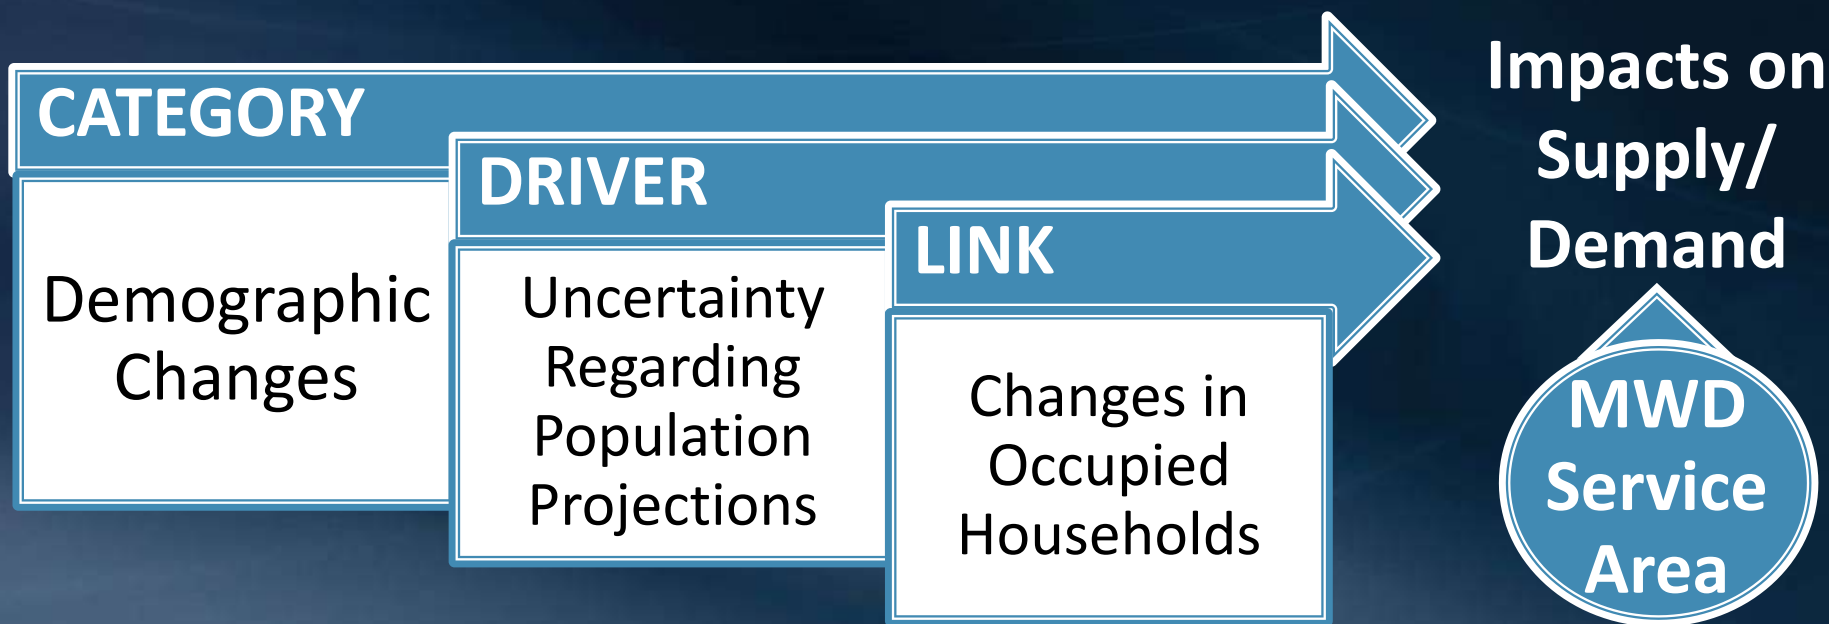 CATEGORY
Demographic
Changes
DRIVER
Uncertainty
Regarding
Population
Projections
LINK
Changes in
Occupied
Households
Impacts on
Supply/
Demand
MWD
Service
Area